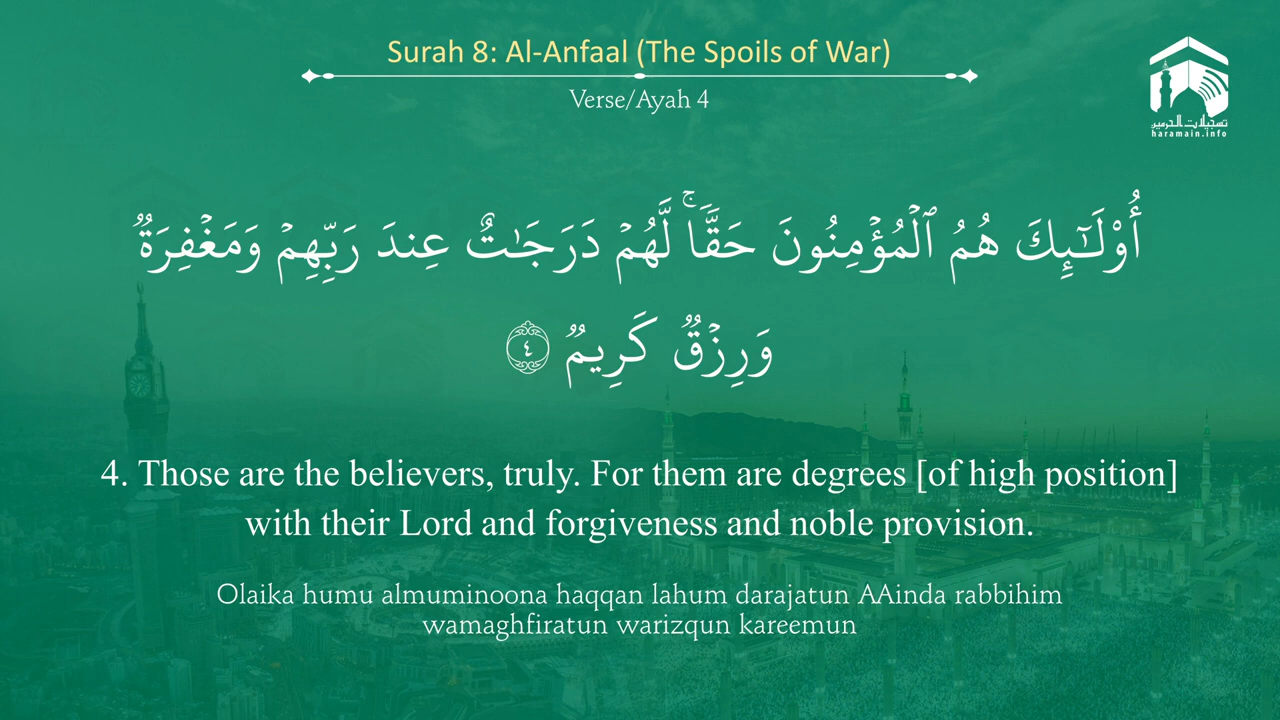 Surah 8: Al-Anfaal (The Spoils of War)
Verse/Ayah 4
تسجيلات الحرمين
haramain.info
أُوْلَـٰٓئِكَ هُمُ ٱلْمُؤْمِنُونَ حَقًّاۚ لَّهُمْ دَرَجَـٰتٌ عِندَ رَبِّهِمْ وَمَغْفِرَةٌ
وَرِزْقٌ كَرِيمٌ ٤
4. Those are the believers, truly. For them are degrees [of high position]
with their Lord and forgiveness and noble provision.
Olaika humu almuminoona haqqan lahum darajatun AAinda rabbihim
wamaghfiratun warizqun kareemun